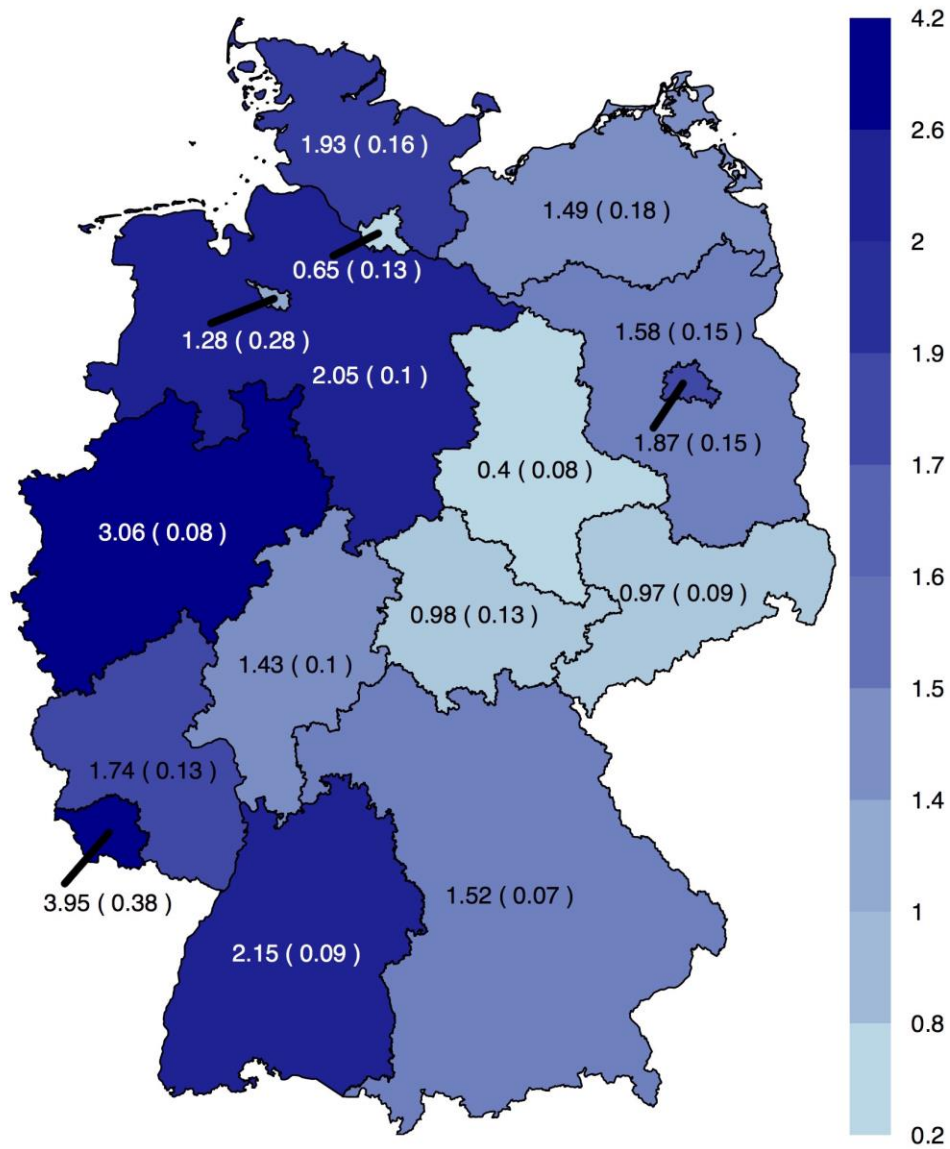 4.2
1.93 ( 0.16 )
2.6
1.49 ( 0.18 )
2
0.65 ( 0.13 )
1.28 ( 0.28 )
1.58 ( 0.15 )
1.9
2.05 ( 0.1 )
1.87 ( 0.15 )
1.7
0.4 ( 0.08 )
3.06 ( 0.08 )
1.6
0.97 ( 0.09 )
0.98 ( 0.13 )
1.43 ( 0.1 )
1.5
1.74 ( 0.13 )
1.4
3.95 ( 0.38 )
1.52 ( 0.07 )
1
2.15 ( 0.09 )
0.8
0.2